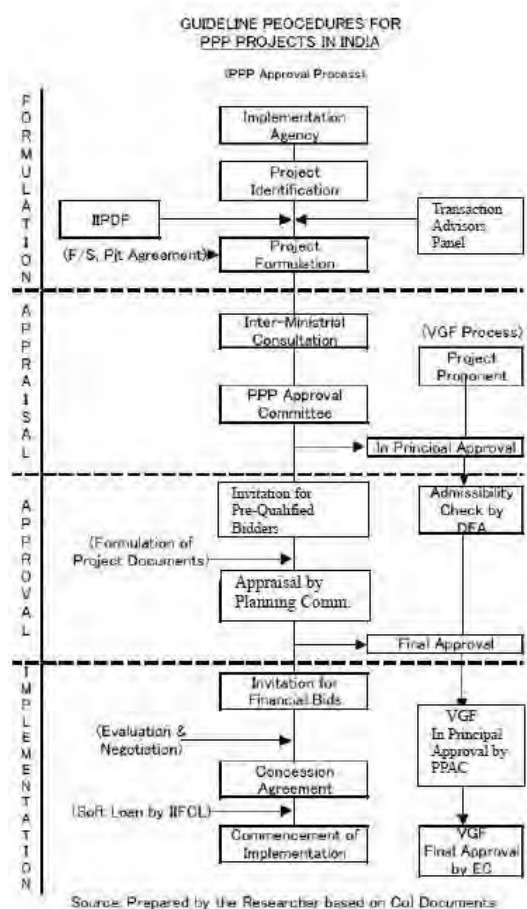 GUIDELINE PEOCEDURES FOR
PPP PROJECTS IN INDIA
(PPP Approval Process)
FORMULATION
Implementation
Agency
Project
Identification
IIPDF
Transaction
Advisors
Panel
(F/S, Pjt Agreement)
Project
Formulation
APPRAISAL
Inter-Ministrial
Consultation
(VGF Process)
Project
Proponent
PPP Approval
Committee
In Principal Approval
APPROVAL
Invitation for
Pre-Qualified
Bidders
Admissibility
Check by
DEA
(Formulation of
Project Documents)
Appraisal by
Planning Comm.
Final Approval
IMPLEMENTATION
Invitation for
Financial Bids
(Evaluation &
Negotiation)
VGF
In Principal
Approval by
PPAC
Concession
Agreement
(Soft Loan by IIFCL)
Commencement of
Implementation
VGF
Final Approval
by EC
Source: Prepared by the Researcher based on GoI Documents